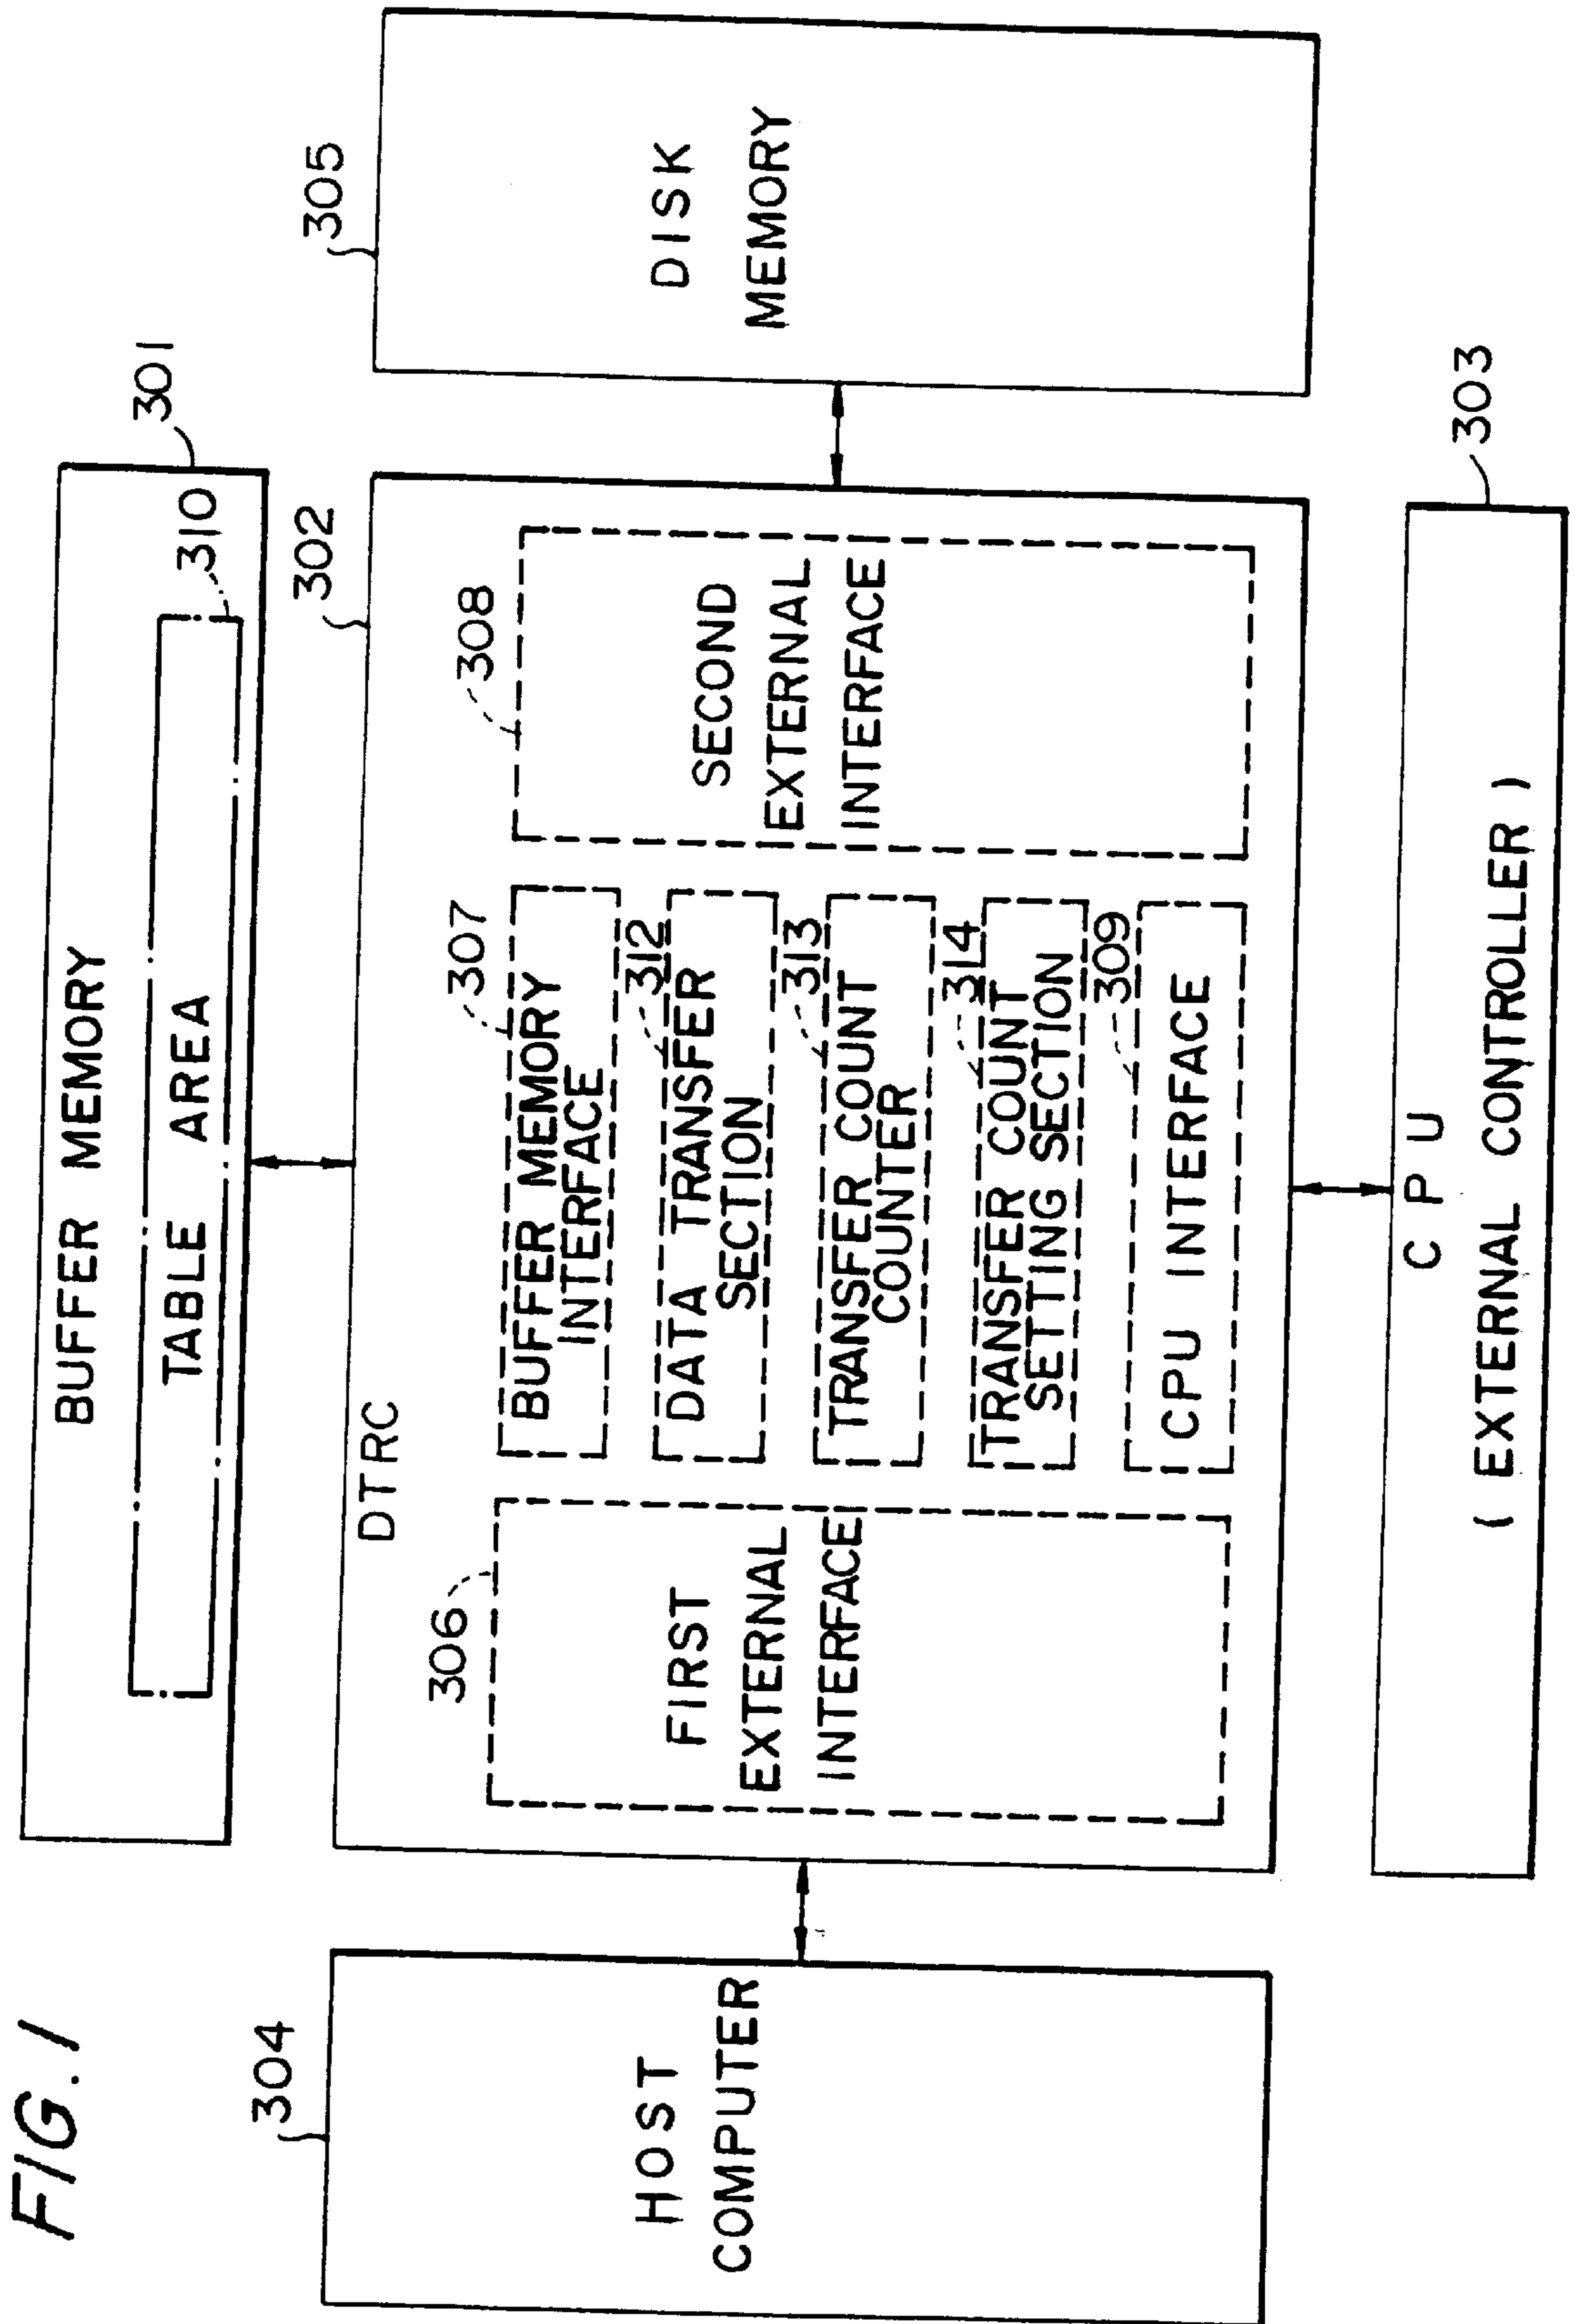 FIG. 1
BUFFER MEMORY
301
TABLE AREA
310
304
HOST
COMPUTER
DTRC
302
306
FIRST
EXTERNAL
INTERFACE
307
BUFFER MEMORY
INTERFACE
312
DATA TRANSFER
SECTION
313
TRANSFER COUNT
COUNTER
314
TRANSFER COUNT
SETTING SECTION
309
CPU INTERFACE
308
SECOND
EXTERNAL
INTERFACE
305
DISK
MEMORY
303
C P U
( EXTERNAL CONTROLLER )